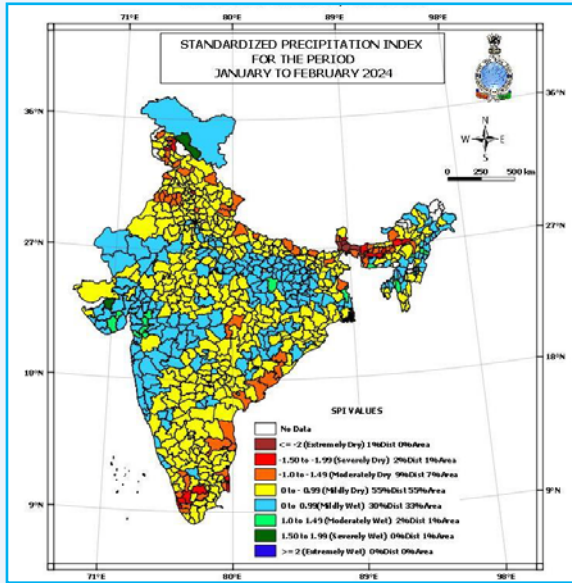 71°E 80°E 89°E 98°E
STANDARDIZED PRECIPITATION INDEX
FOR THE PERIOD
JANUARY TO FEBRUARY 2024
36°N 36°N
N
W E
S
0 250 500 km
27°N 27°N
18°N 18°N
SPI VALUES
No Data
<= -2 (Extremely Dry) 1%Dist 0%Area
-1.50 to -1.99 (Severely Dry) 2%Dist 1%Area
-1.0 to -1.49 (Moderately Dry 9%Dist 7%Area
0 to -0.99 (Mildly Dry) 55%Dist 55%Area
0 to 0.99(Mildly Wet) 30%Dist 33%Area
1.0 to 1.49 (Moderately Wet) 2%Dist 1%Area
1.50 to 1.99 (Severely Wet) 0%Dist 1%Area
>= 2 (Extremely Wet) 0%Dist 0%Area
9°N 9°N
71°E 80°E 89°E 98°E